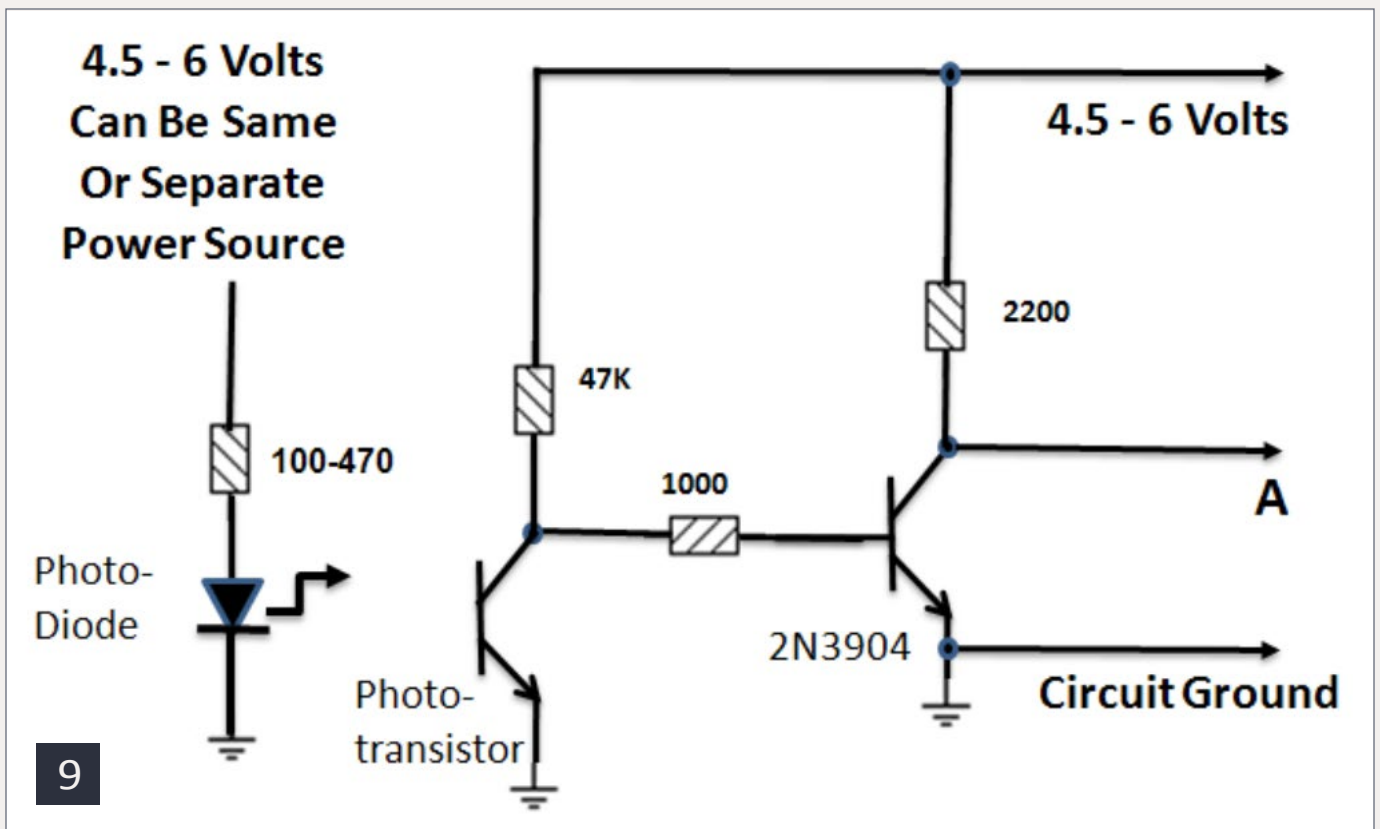 4.5 - 6 Volts
Can Be Same
Or Separate
Power Source
4.5 - 6 Volts
2200
47K
100-470
1000
A
Photo-
Diode
2N3904
Circuit Ground
Photo-
transistor
9